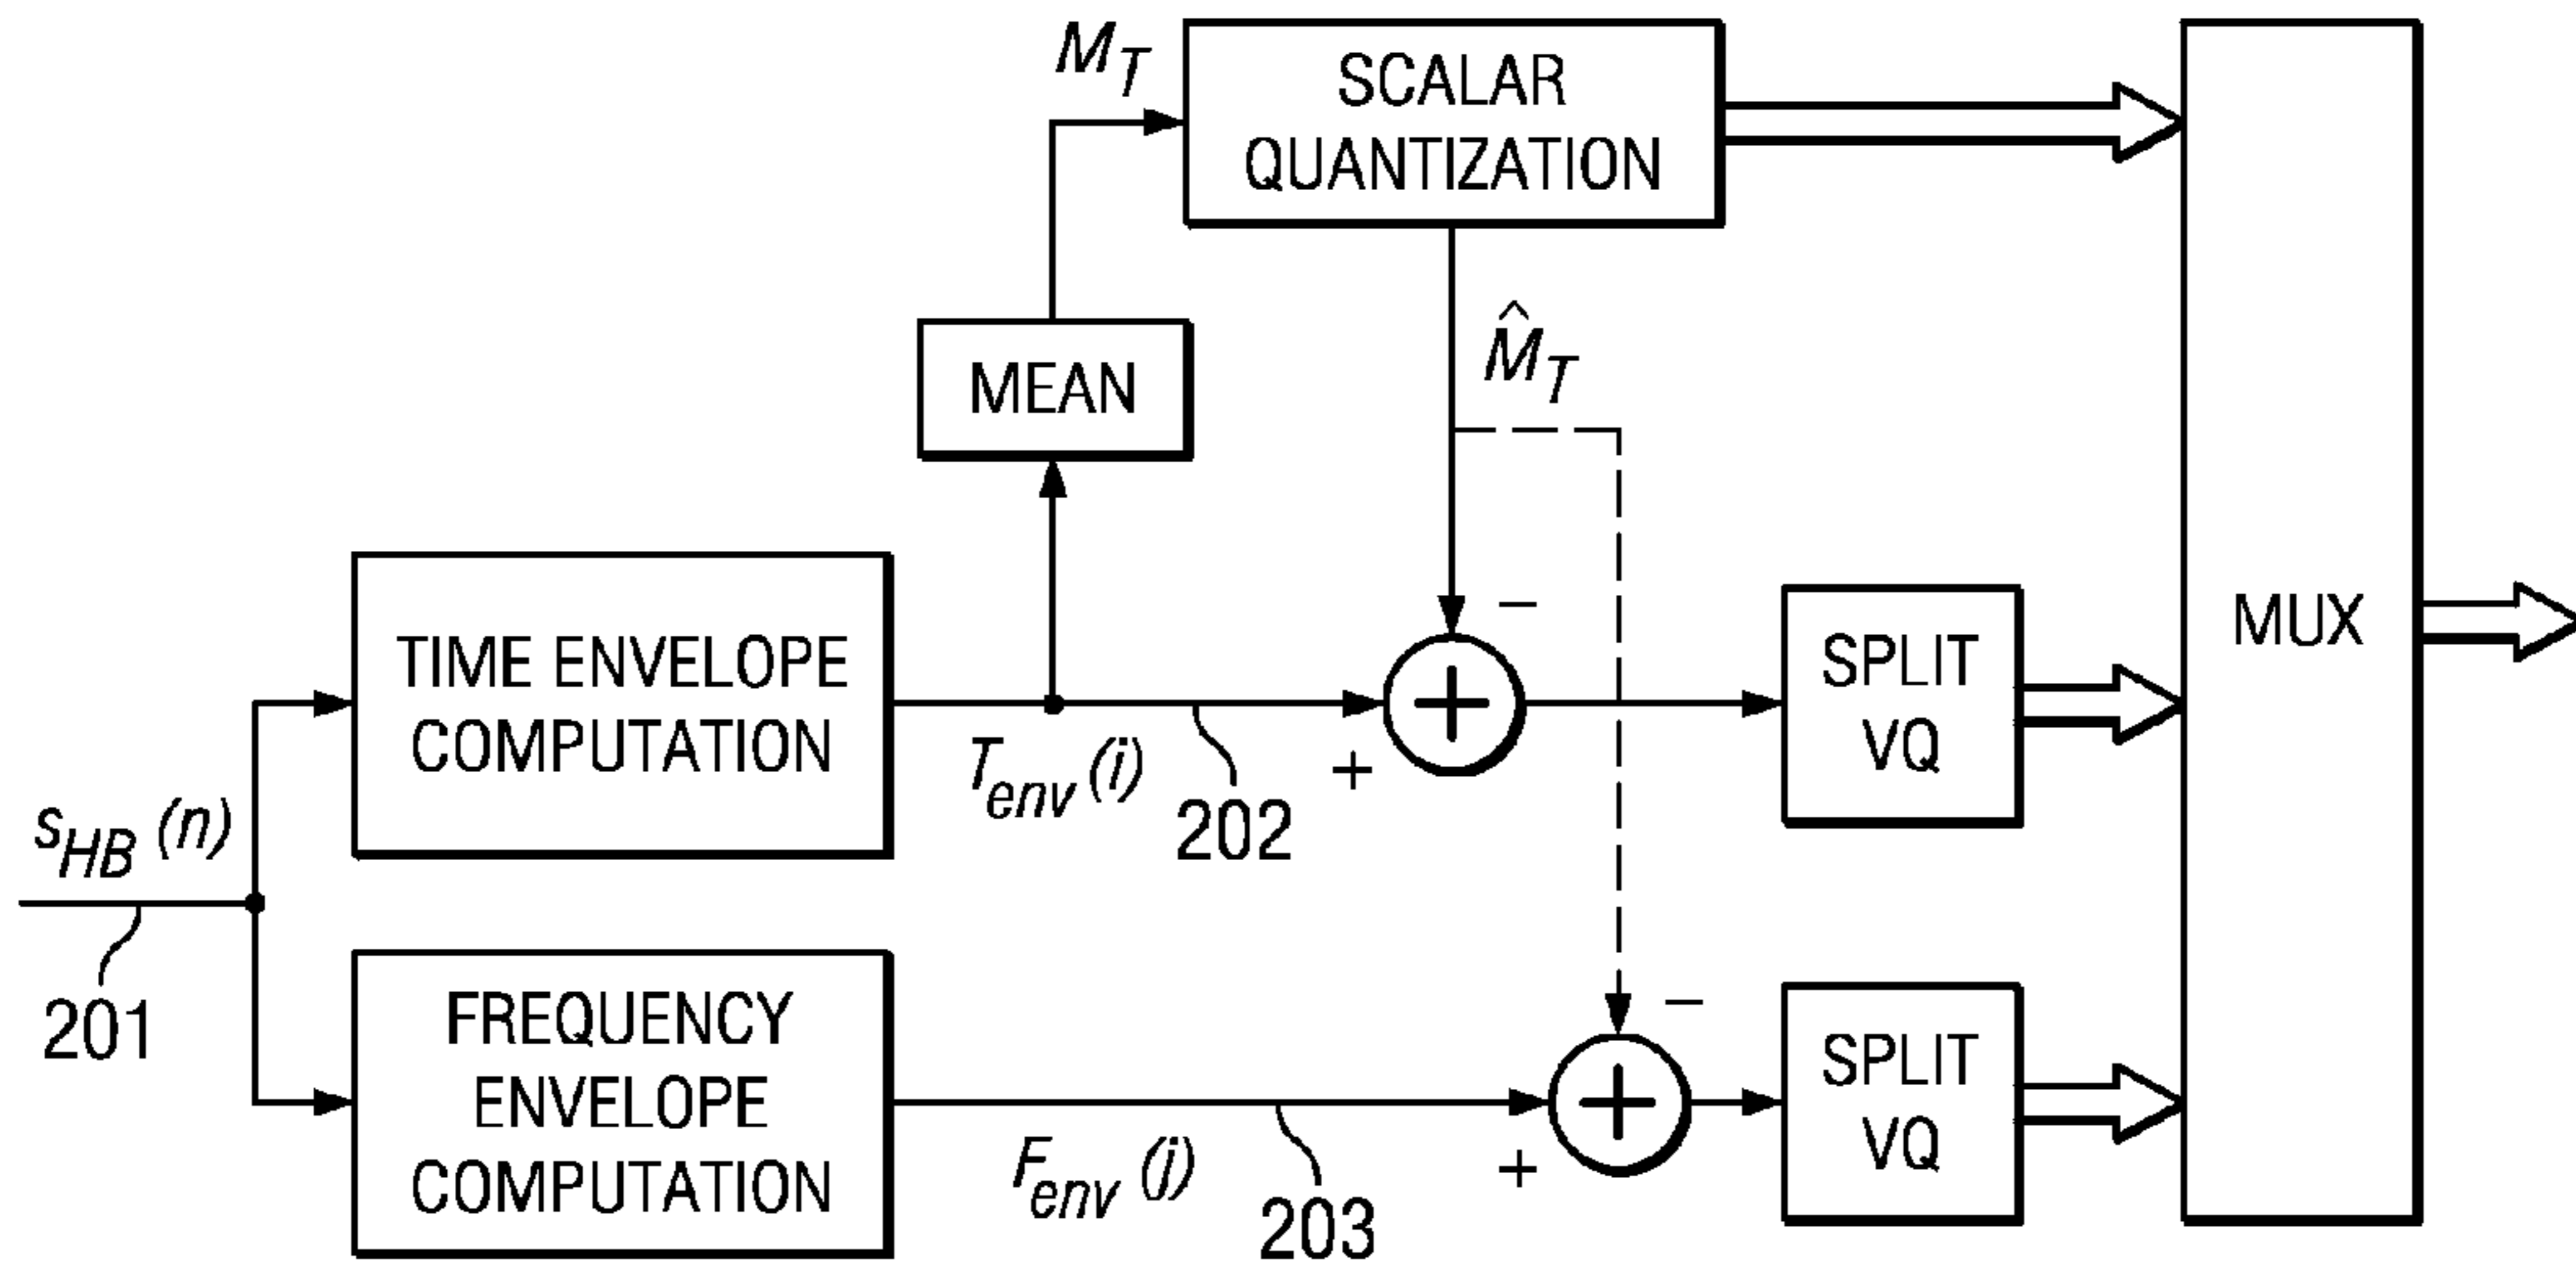 M_T
SCALAR
QUANTIZATION
MEAN
M̂_T
−
TIME ENVELOPE
COMPUTATION
T_env (i)
202
+
+
SPLIT
VQ
MUX
s_HB (n)
201
FREQUENCY
ENVELOPE
COMPUTATION
F_env (j)
203
−
+
+
SPLIT
VQ